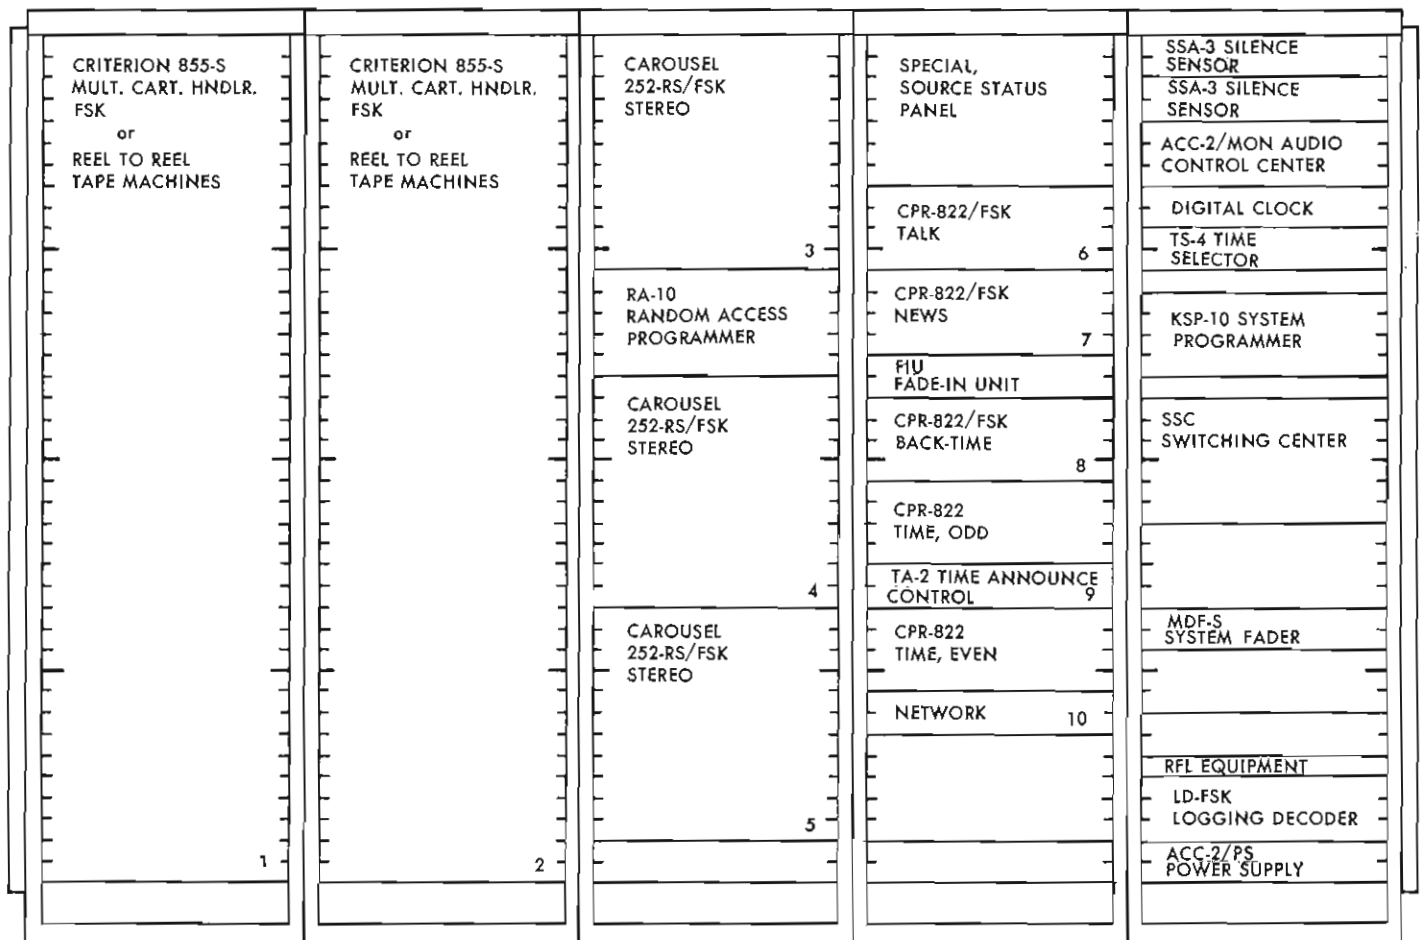 CRITERION 855-S
MULT. CART. HNDLR.
FSK
or
REEL TO REEL
TAPE MACHINES
1
CRITERION 855-S
MULT. CART. HNDLR.
FSK
or
REEL TO REEL
TAPE MACHINES
2
CAROUSEL
252-RS/FSK
STEREO
3
RA-10
RANDOM ACCESS
PROGRAMMER
CAROUSEL
252-RS/FSK
STEREO
4
CAROUSEL
252-RS/FSK
STEREO
5
SPECIAL,
SOURCE STATUS
PANEL
CPR-822/FSK
TALK
6
CPR-822/FSK
NEWS
7
FIU
FADE-IN UNIT
CPR-822/FSK
BACK-TIME
8
CPR-822
TIME, ODD
TA-2 TIME ANNOUNCE
CONTROL 9
CPR-822
TIME, EVEN
NETWORK 10
SSA-3 SILENCE
SENSOR
SSA-3 SILENCE
SENSOR
ACC-2/MON AUDIO
CONTROL CENTER
DIGITAL CLOCK
TS-4 TIME
SELECTOR
KSP-10 SYSTEM
PROGRAMMER
SSC
SWITCHING CENTER
MDF-S
SYSTEM FADER
RFL EQUIPMENT
LD-FSK
LOGGING DECODER
ACC-2/PS
POWER SUPPLY